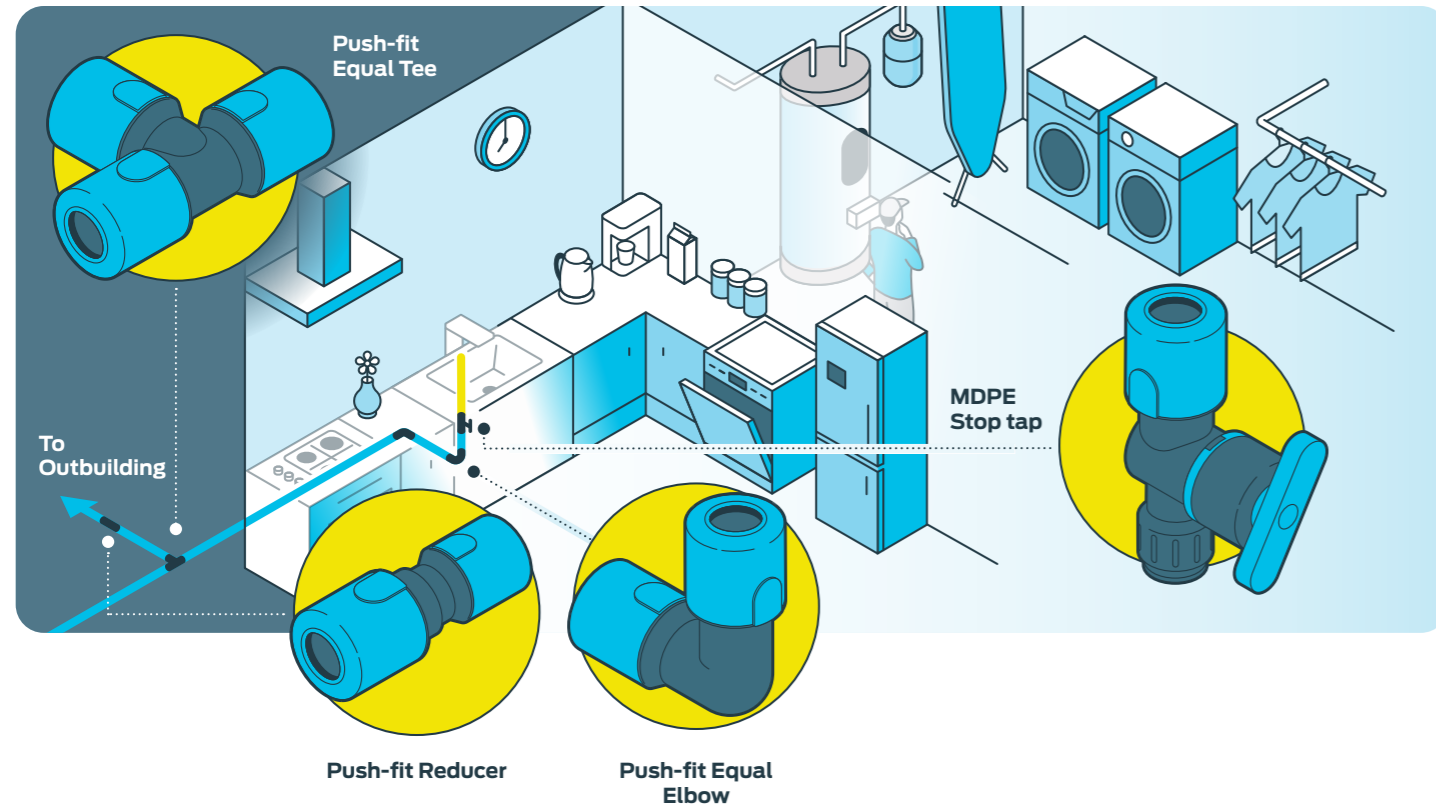 Push-fit
Equal Tee
To
Outbuilding
MDPE
Stop tap
Push-fit Reducer
Push-fit Equal
Elbow